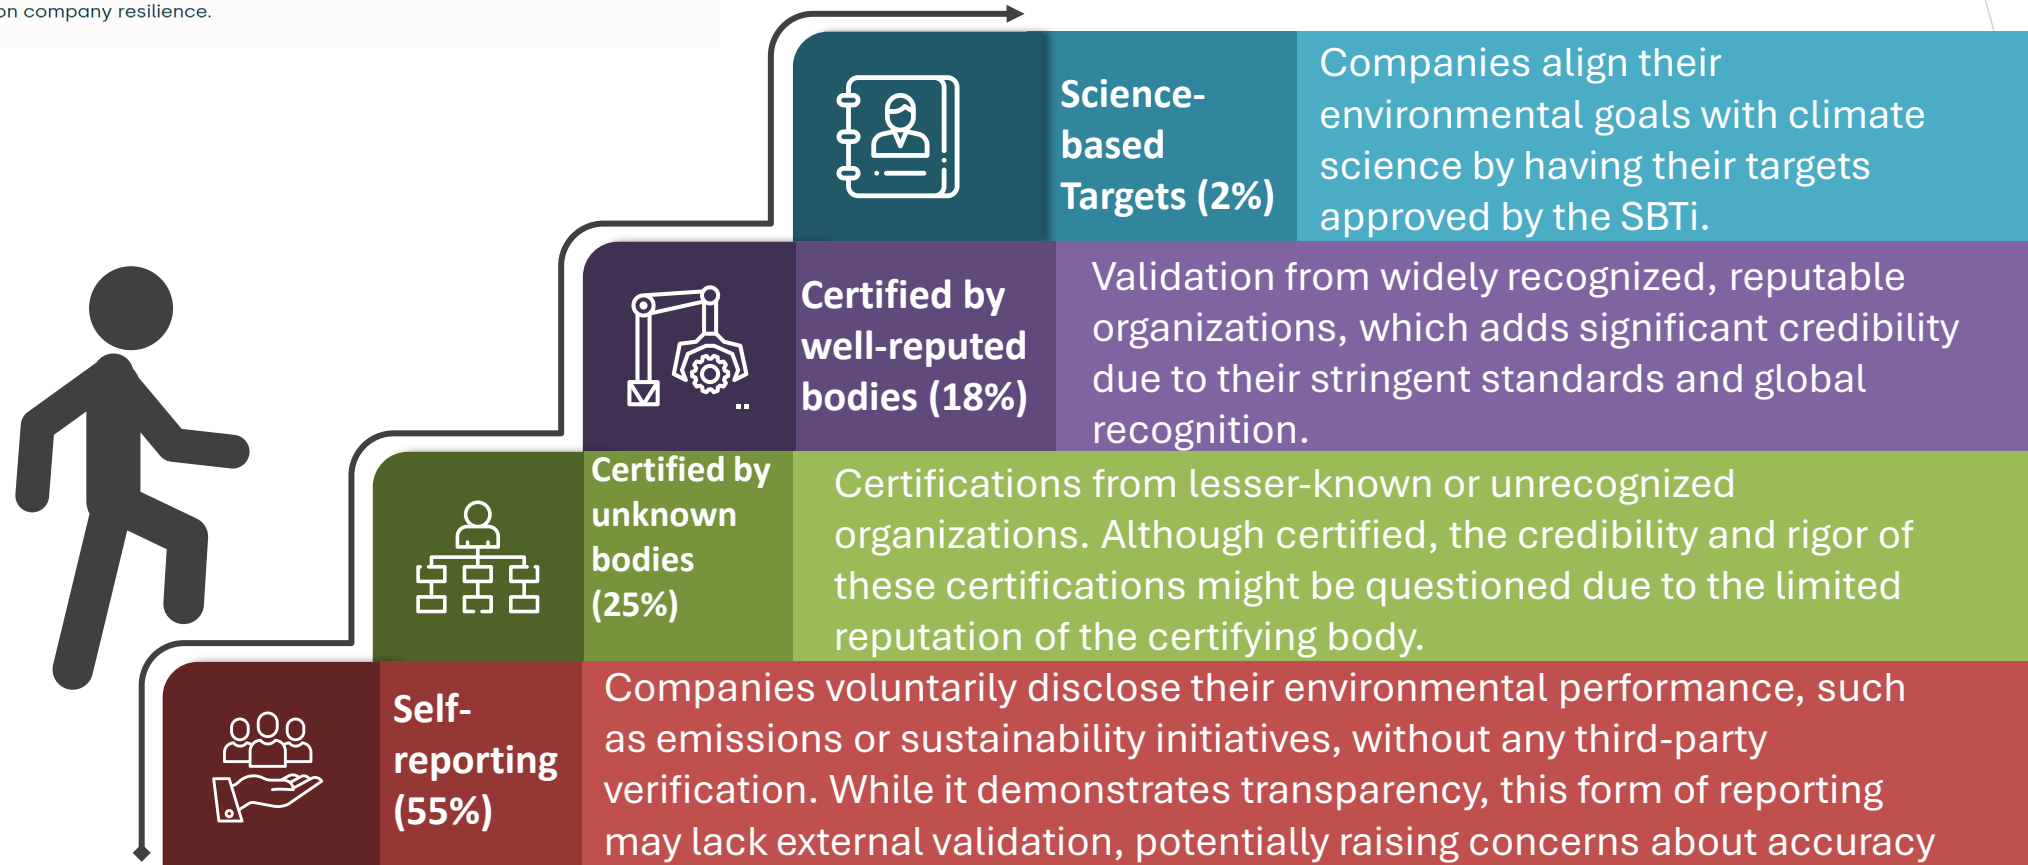 on company resilience.
Science-
based
Targets (2%)
Companies align their
environmental goals with climate
science by having their targets
approved by the SBTi.
Certified by
well-reputed
bodies (18%)
Validation from widely recognized, reputable
organizations, which adds significant credibility
due to their stringent standards and global
recognition.
Certified by
unknown
bodies
(25%)
Certifications from lesser-known or unrecognized
organizations. Although certified, the credibility and rigor of
these certifications might be questioned due to the limited
reputation of the certifying body.
Self-
reporting
(55%)
Companies voluntarily disclose their environmental performance, such
as emissions or sustainability initiatives, without any third-party
verification. While it demonstrates transparency, this form of reporting
may lack external validation, potentially raising concerns about accuracy